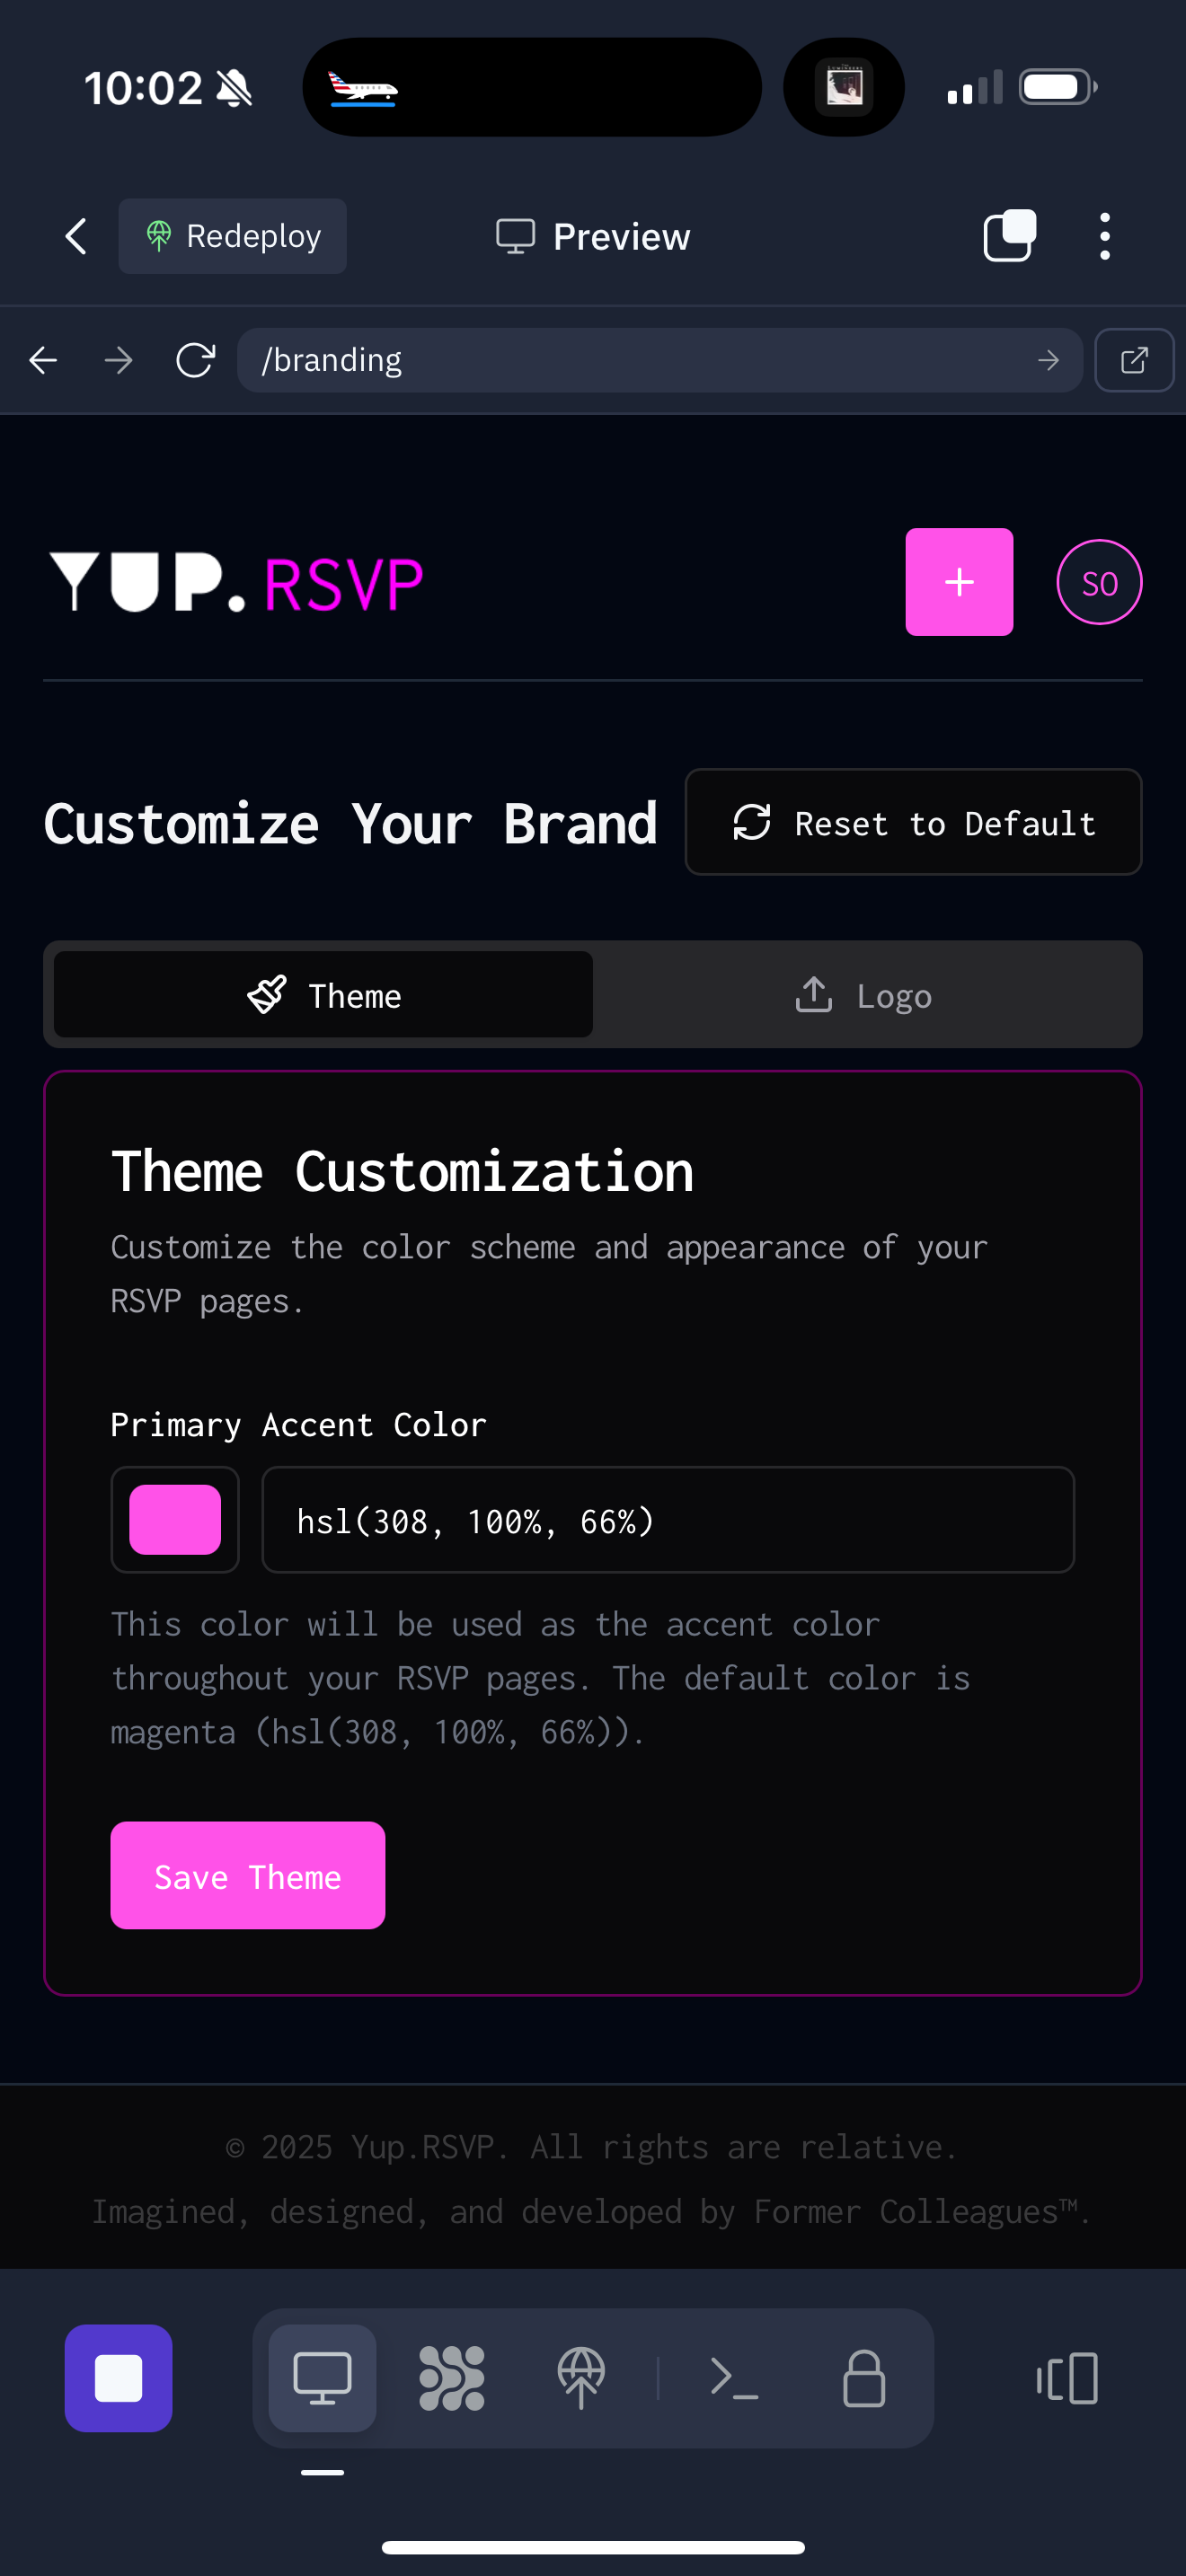 10:02
Redeploy
Preview
/branding
YUP.RSVP
+
SO
Customize Your Brand
Reset to Default
Theme
Logo
Theme Customization
Customize the color scheme and appearance of your
RSVP pages.
Primary Accent Color
hsl(308, 100%, 66%)
This color will be used as the accent color
throughout your RSVP pages. The default color is
magenta (hsl(308, 100%, 66%)).
Save Theme
© 2025 Yup.RSVP. All rights are relative.
Imagined, designed, and developed by Former Colleagues™.